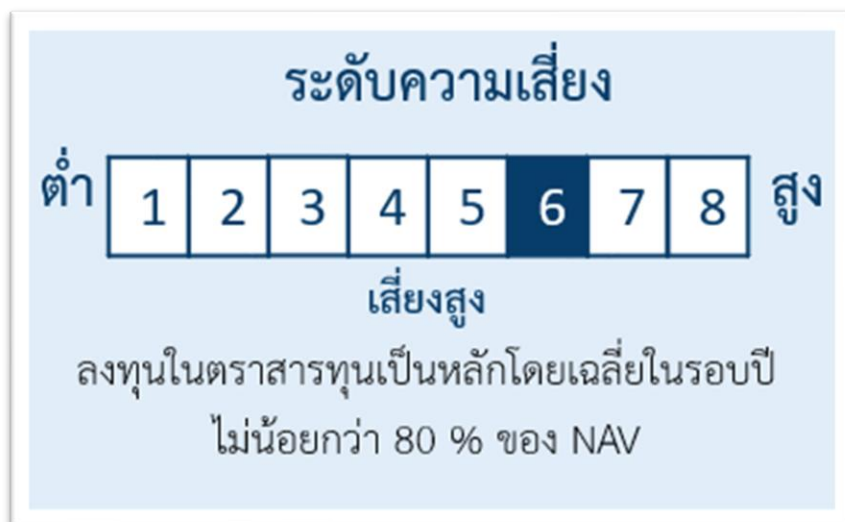 ระดับความเสี่ยง
ต่ำ 1 2 3 4 5 6 7 8 สูง
เสี่ยงสูง
ลงทุนในตราสารทุนเป็นหลักโดยเฉลี่ยในรอบปี
ไม่น้อยกว่า 80 % ของ NAV